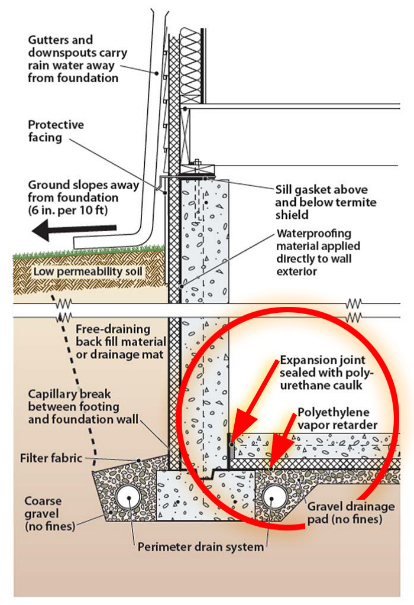 Gutters and
downspouts carry
rain water away
from foundation
Protective
facing
Ground slopes away
from foundation
(6 in. per 10 ft)
Sill gasket above
and below termite
shield
Waterproofing
material applied
directly to wall
exterior
Low permeability soil
Free-draining
back fill material
or drainage mat
Expansion joint
sealed with poly-
urethane caulk
Capillary break
between footing
and foundation wall
Polyethylene
vapor retarder
Filter fabric
Coarse
gravel
(no fines)
Gravel drainage
pad (no fines)
Perimeter drain system